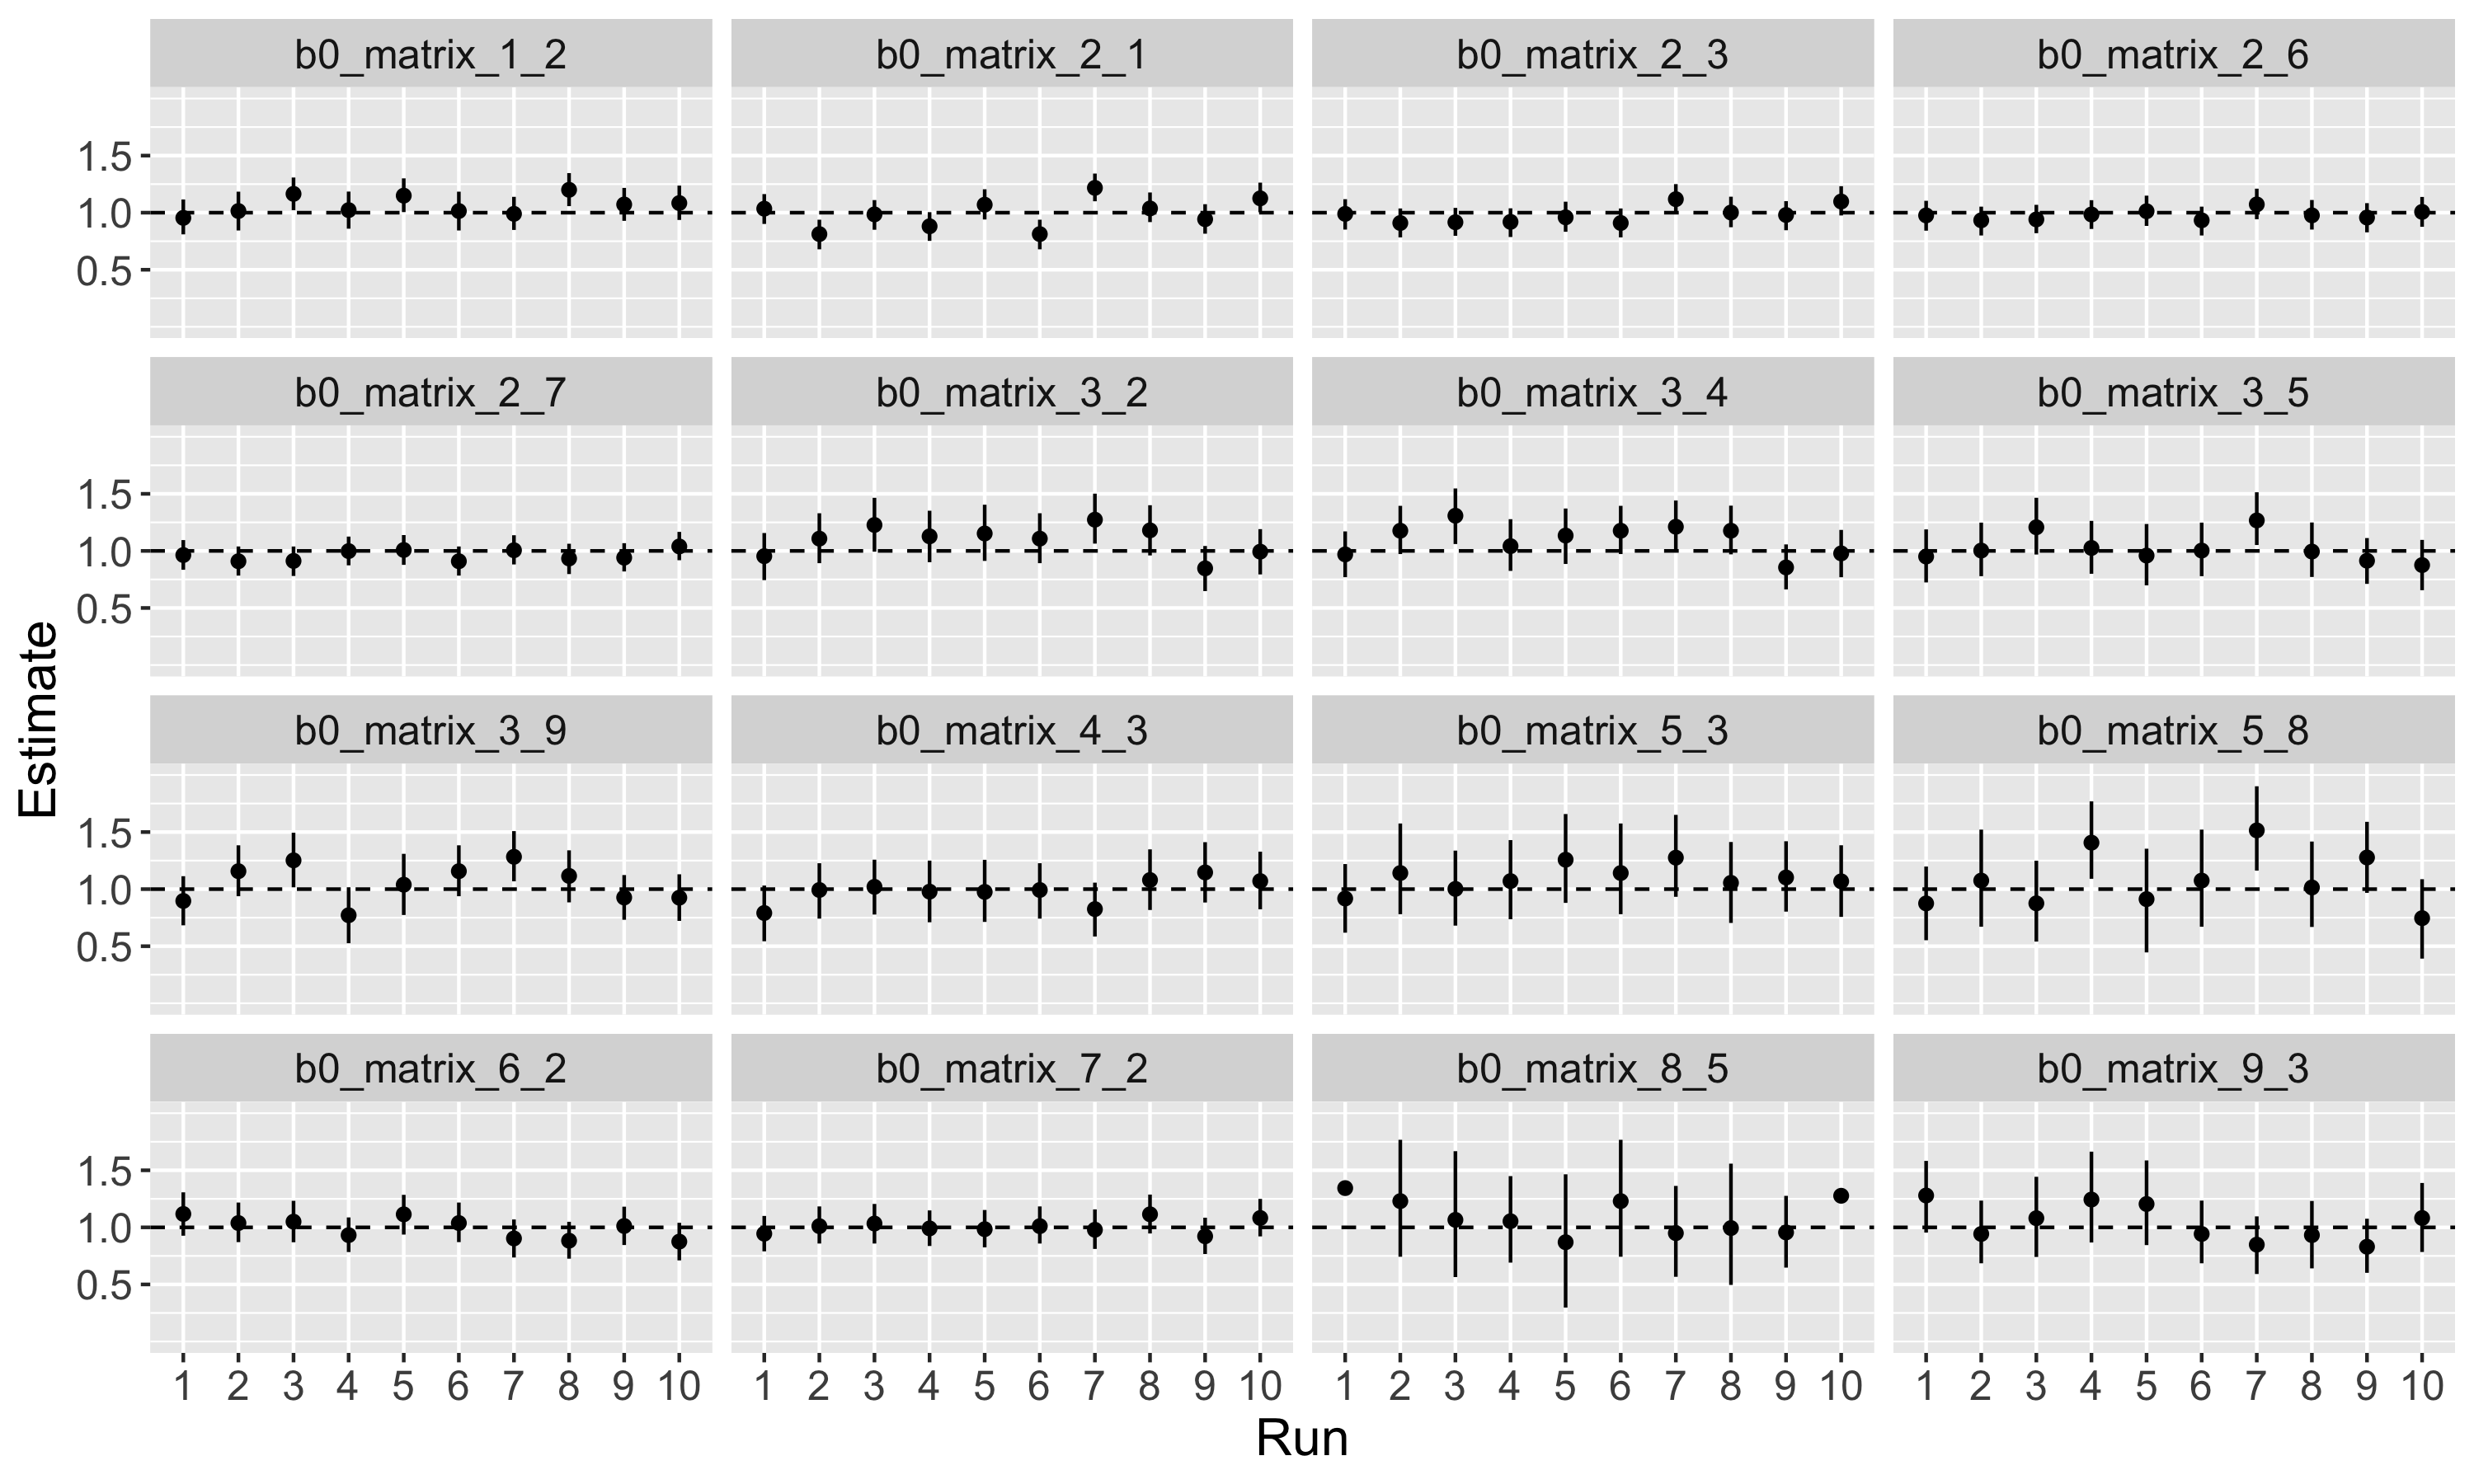 b0_matrix_1_2 b0_matrix_2_1 b0_matrix_2_3 b0_matrix_2_6
1.5
1.0
0.5
b0_matrix_2_7 b0_matrix_3_2 b0_matrix_3_4 b0_matrix_3_5
1.5
1.0
0.5
Estimate
b0_matrix_3_9 b0_matrix_4_3 b0_matrix_5_3 b0_matrix_5_8
1.5
1.0
0.5
b0_matrix_6_2 b0_matrix_7_2 b0_matrix_8_5 b0_matrix_9_3
1.5
1.0
0.5
1 2 3 4 5 6 7 8 9 10 1 2 3 4 5 6 7 8 9 10 1 2 3 4 5 6 7 8 9 10 1 2 3 4 5 6 7 8 9 10
Run